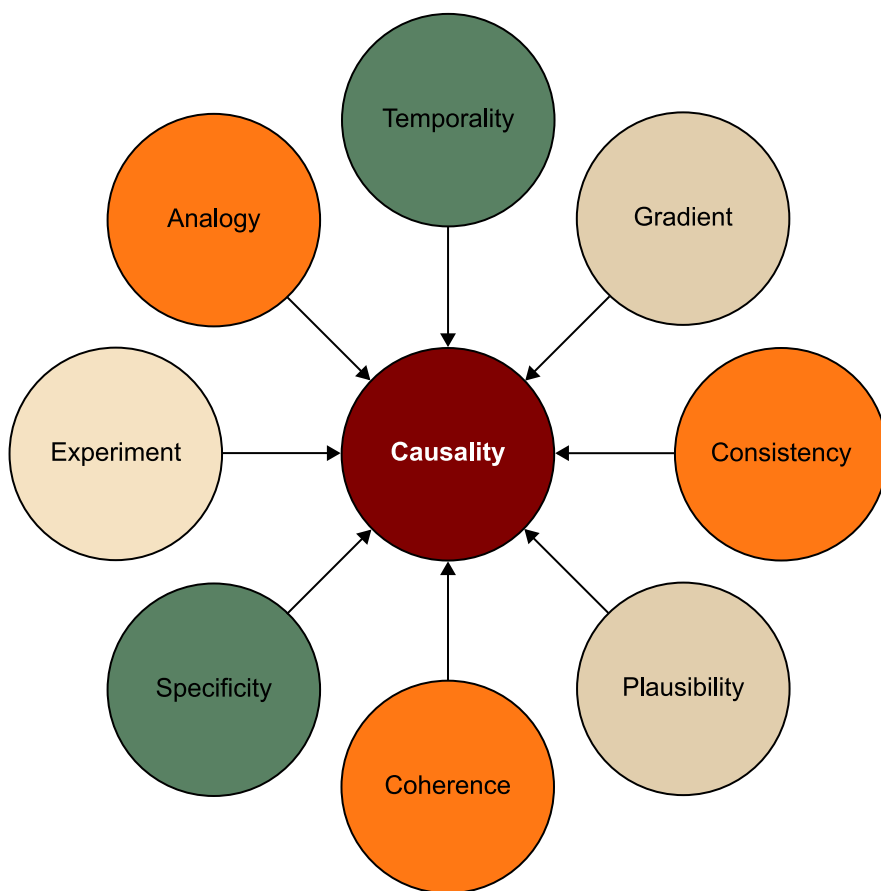 Temporality
Analogy
Gradient
Experiment
Causality
Consistency
Specificity
Plausibility
Coherence